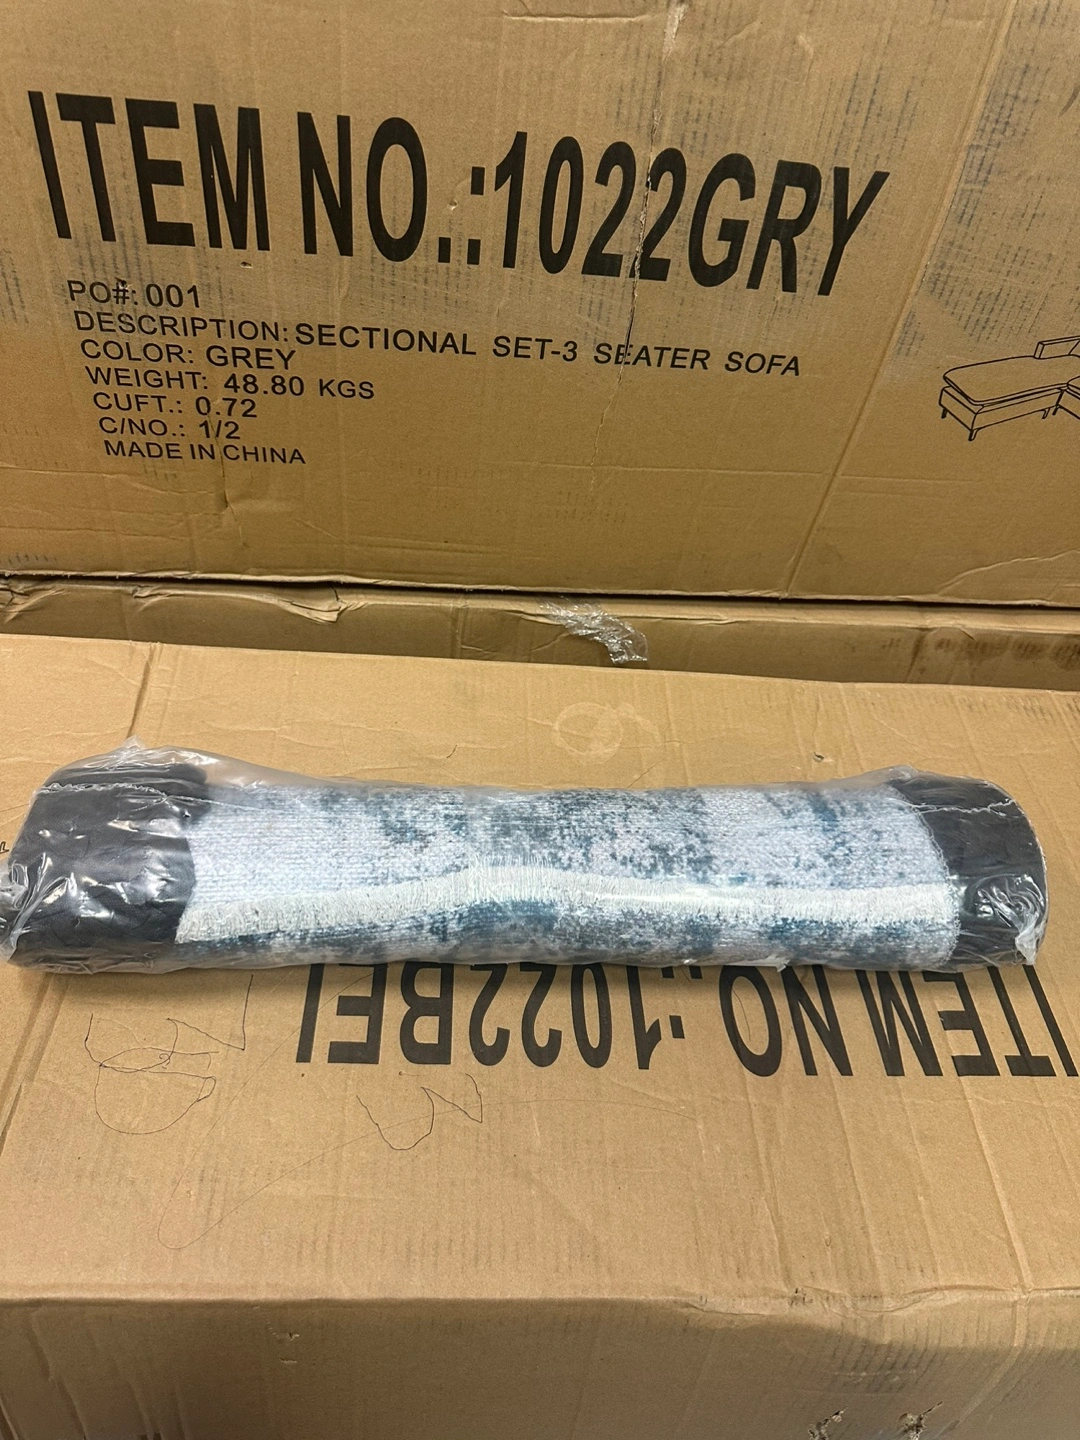 ITEM NO.:1022GRY
PO#: 001
DESCRIPTION: SECTIONAL SET-3 SEATER SOFA
COLOR: GREY
WEIGHT: 48.80 KGS
CUFT.: 0.72
C/NO.: 1/2
MADE IN CHINA
ITEM NO.:1022BEI